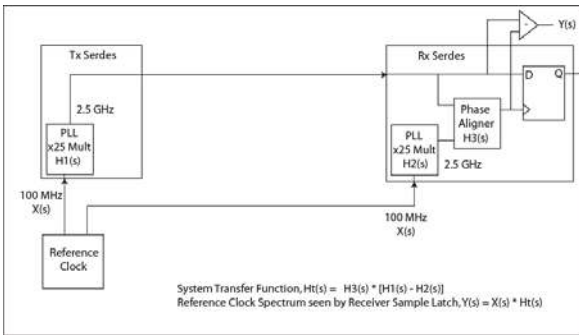 Y(s)
Tx Serdes
Rx Serdes
D
Q
2.5 GHz
Phase
Aligner
H3(s)
PLL
x25 Mult
H1(s)
PLL
x25 Mult
H2(s)
2.5 GHz
100 MHz
X(s)
100 MHz
X(s)
Reference
Clock
System Transfer Function, Ht(s) = H3(s) * [H1(s) - H2(s)]
Reference Clock Spectrum seen by Receiver Sample Latch, Y(s) = X(s) * Ht(s)